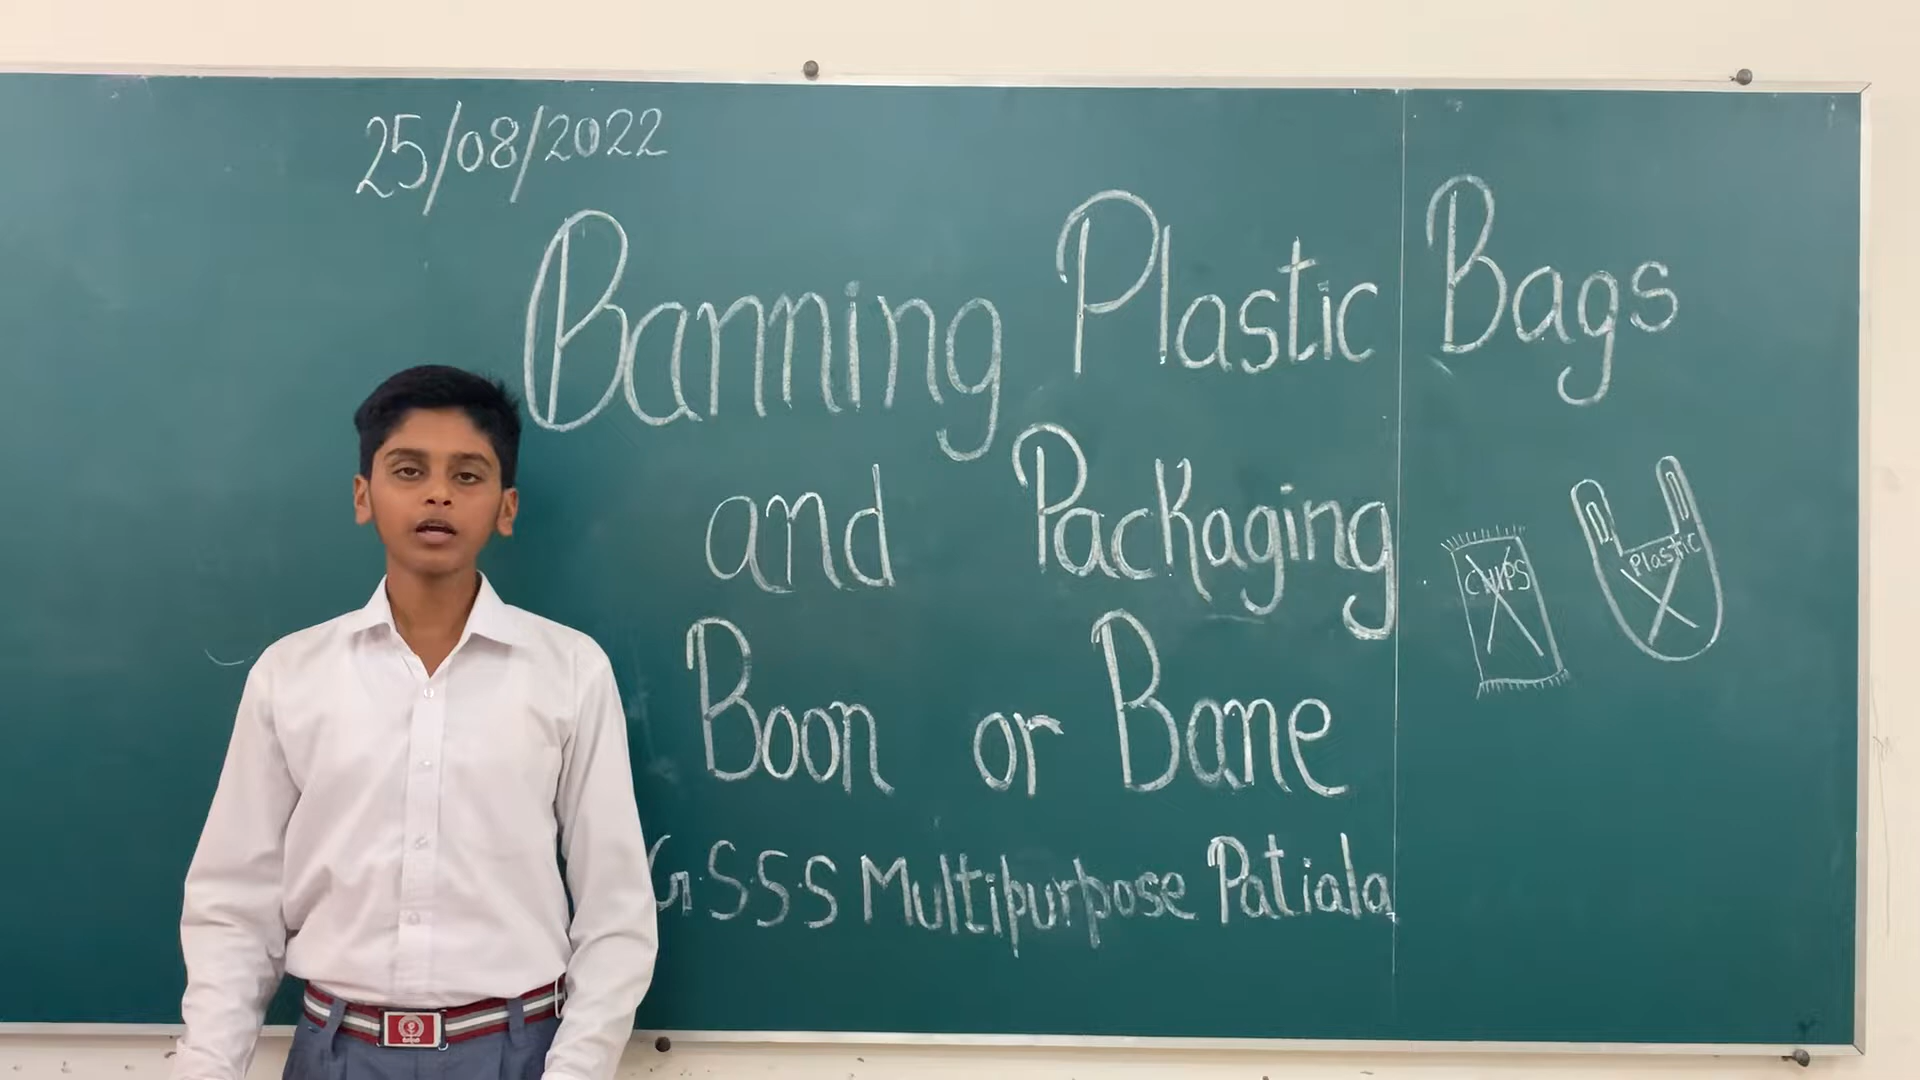 25/08/2022
Banning Plastic Bags
and Packaging
Boon or Bane
G.S.S.S Multipurpose Patiala
CHIPS
Plastic